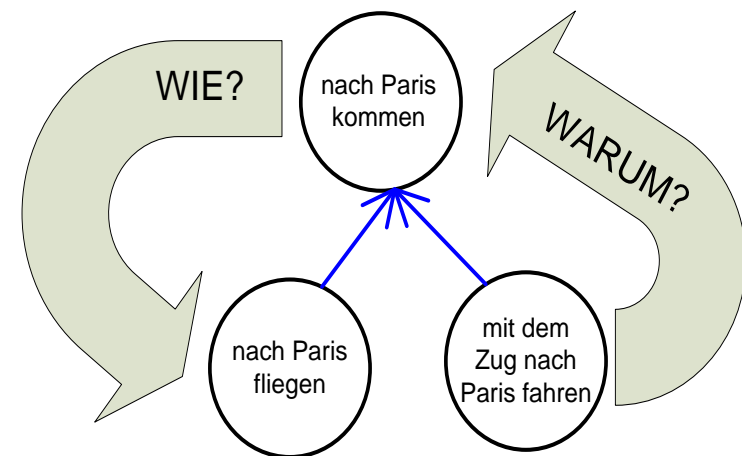 WIE?
nach Paris
kommen
WARUM?
nach Paris
fliegen
mit dem
Zug nach
Paris fahren